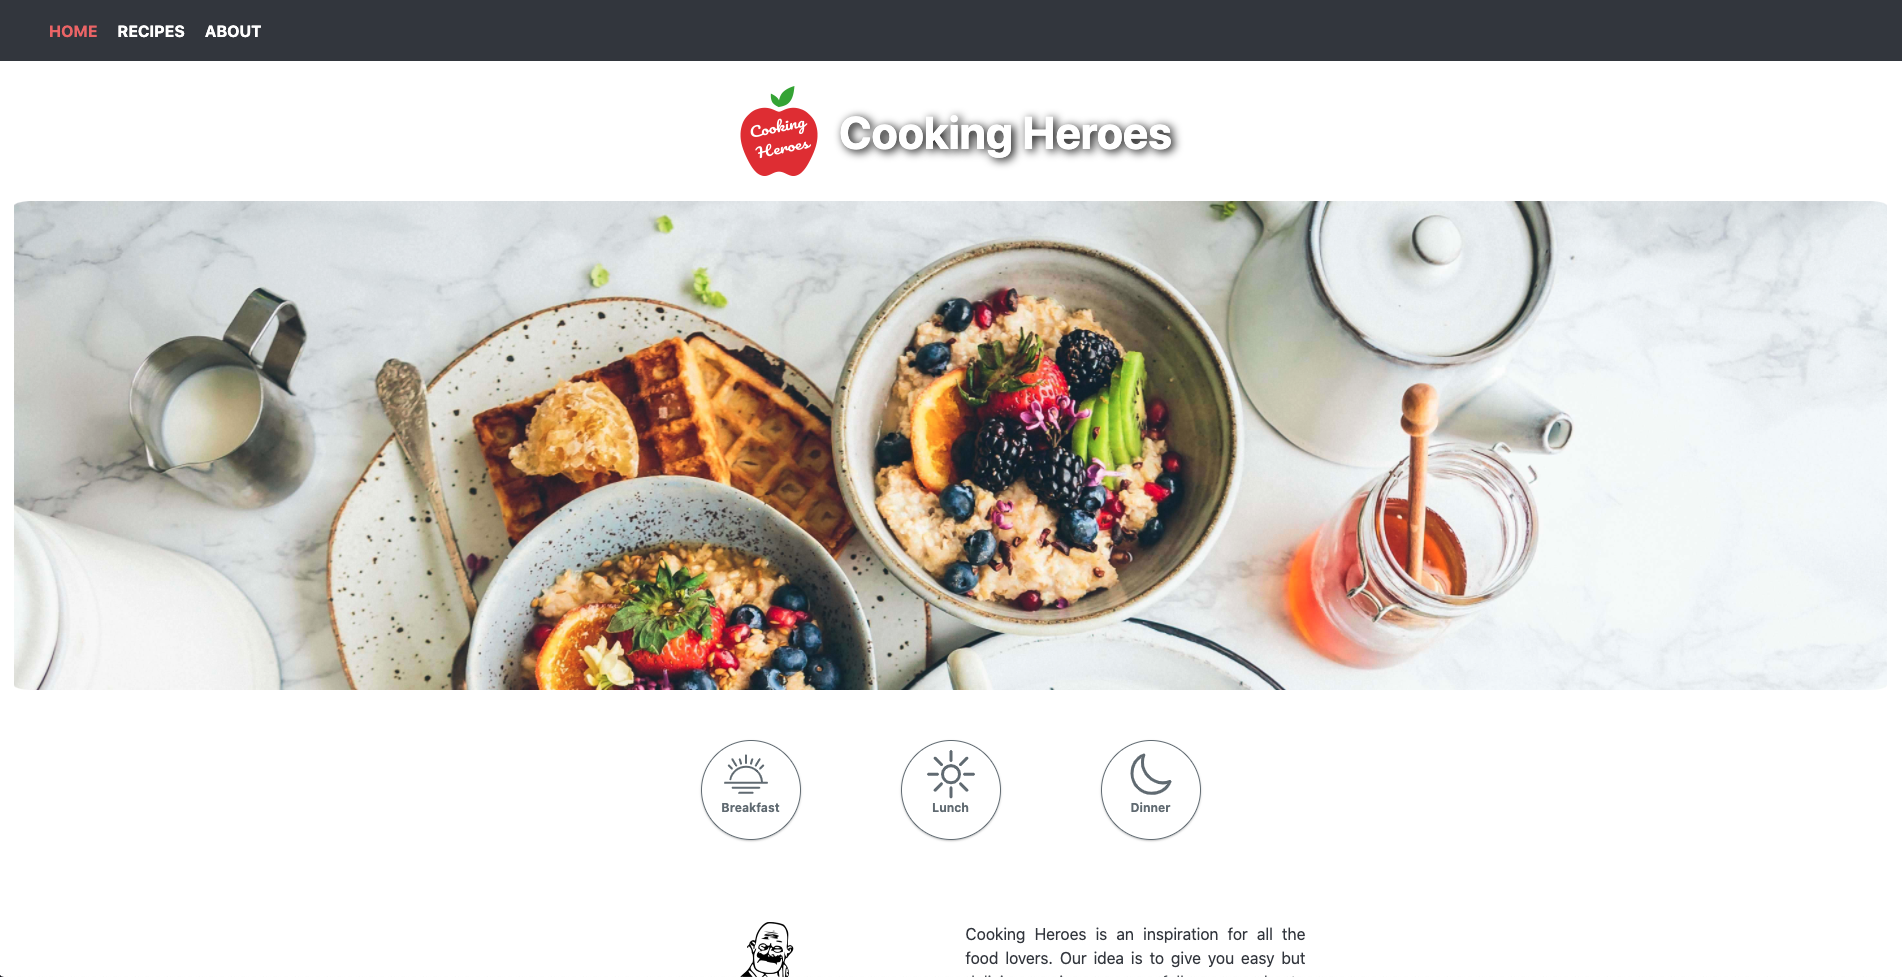 HOME RECIPES ABOUT
Cooking
Heroes
Cooking Heroes
Breakfast Lunch Dinner
Cooking Heroes is an inspiration for all the
food lovers. Our idea is to give you easy but